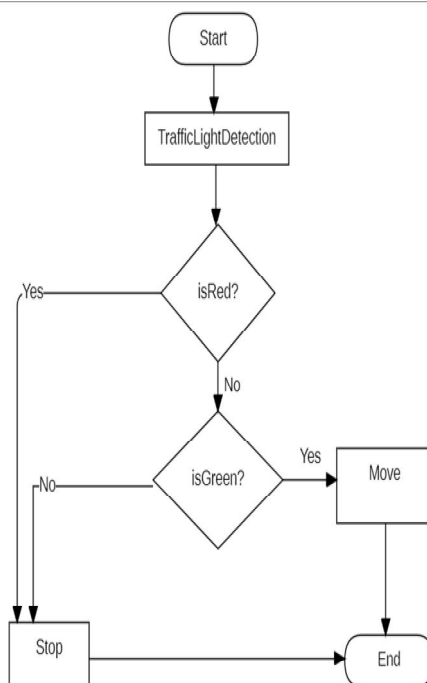 Start
TrafficLightDetection
isRed?
Yes
No
isGreen?
Yes
No
Move
Stop
End